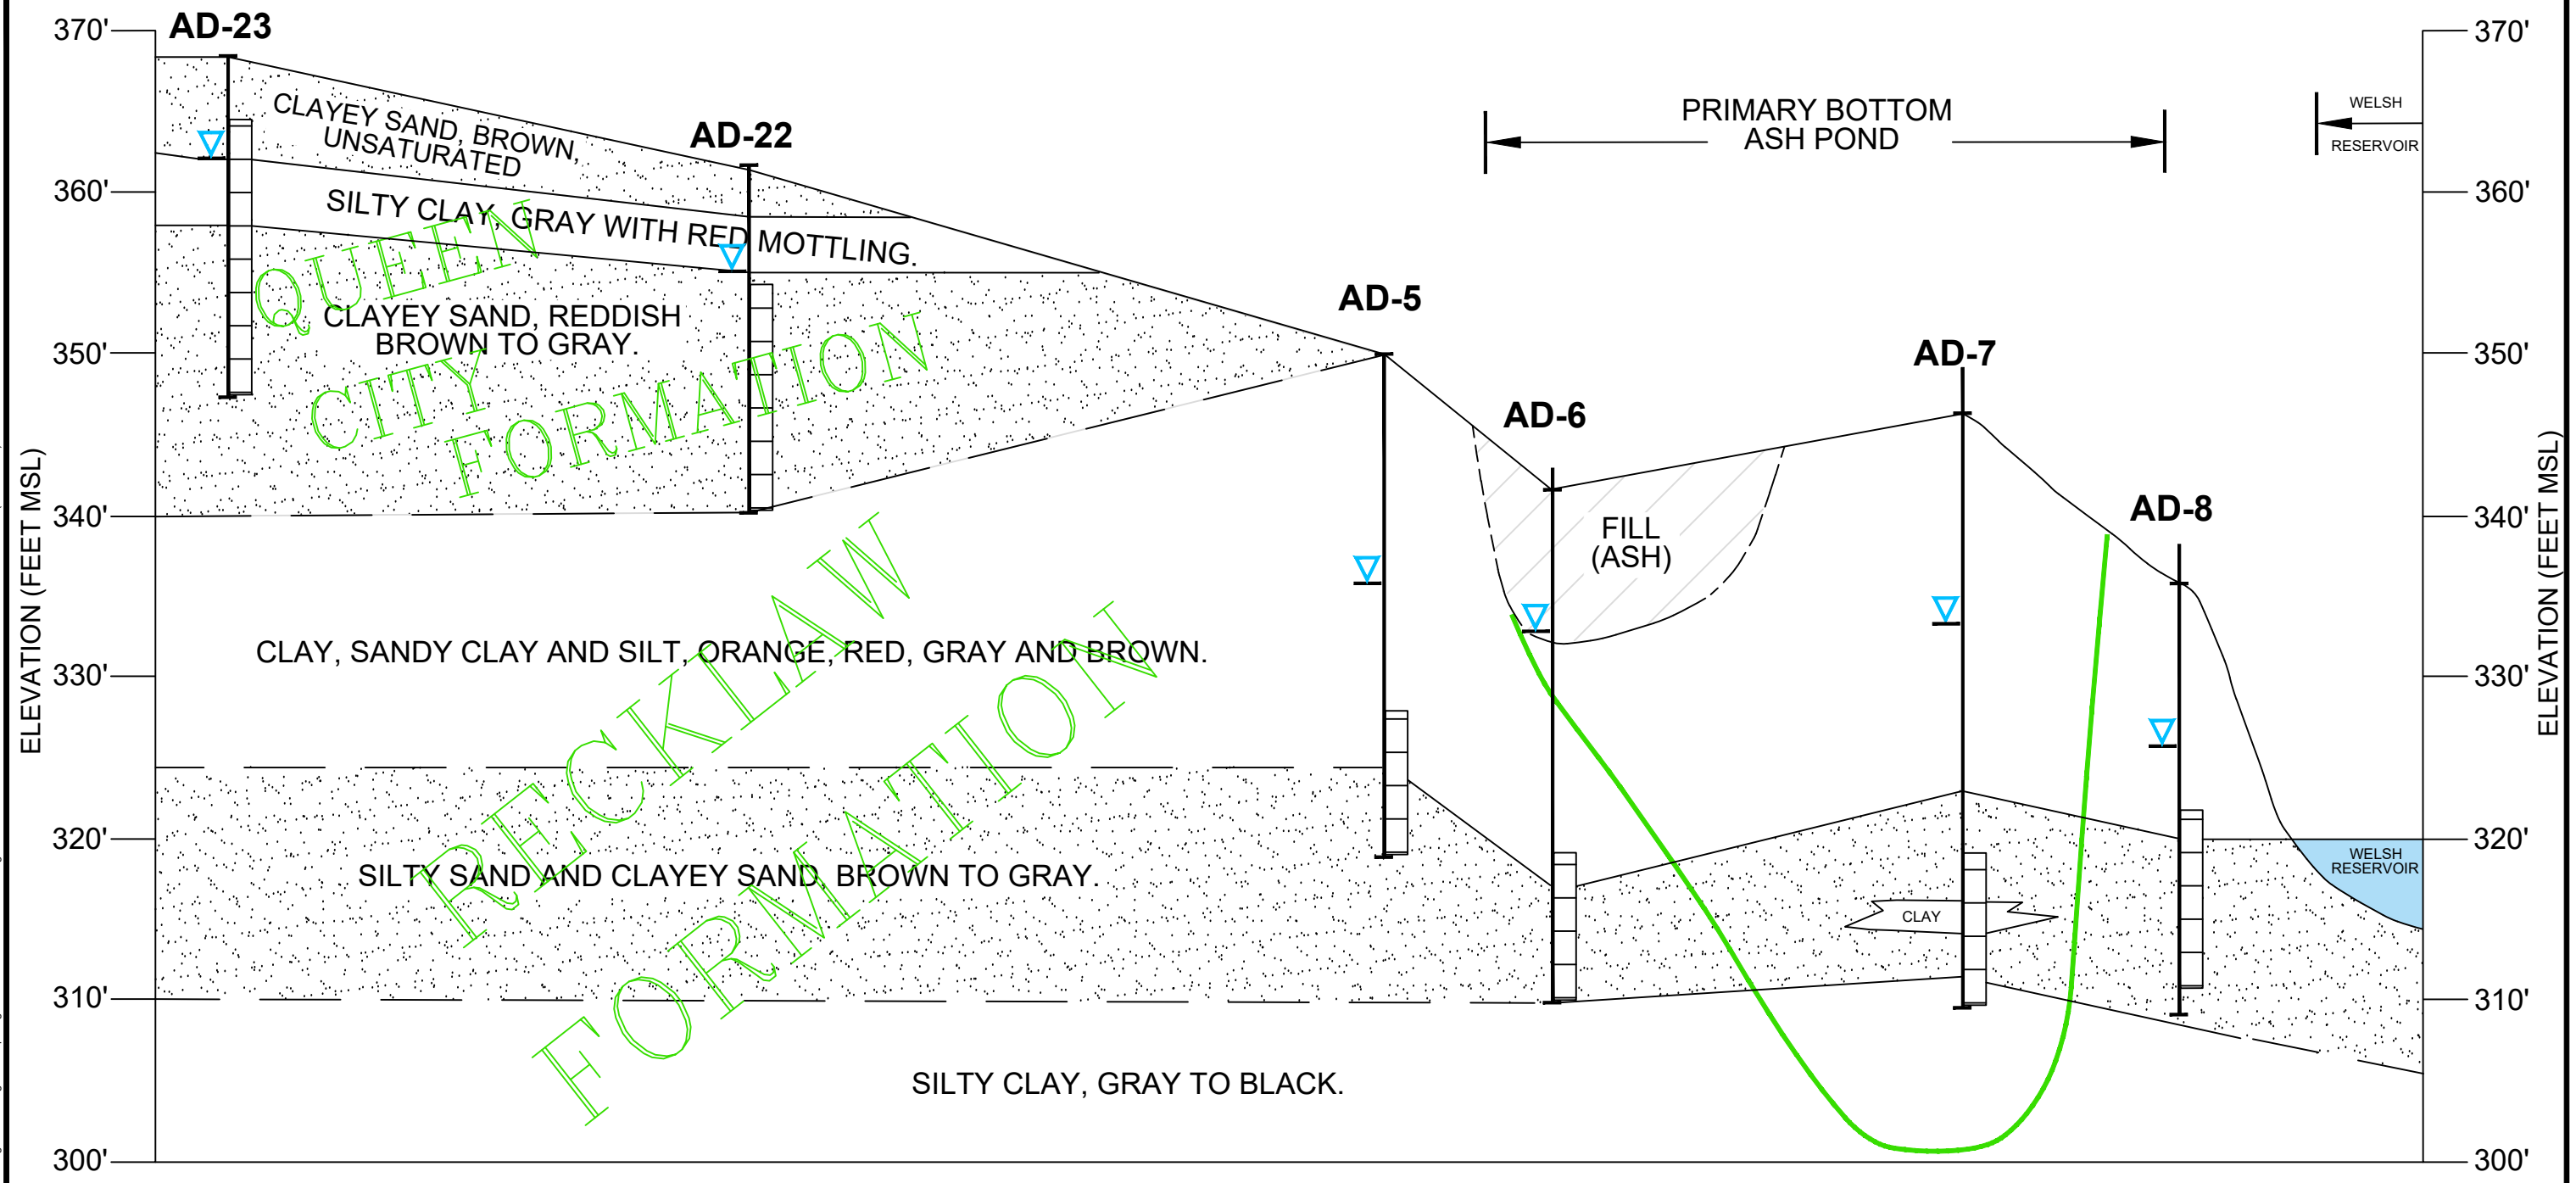 370'
AD-23
370'
CLAYEY SAND, BROWN,
UNSATURATED
AD-22
PRIMARY BOTTOM
ASH POND
WELSH
RESERVOIR
360'
360'
SILTY CLAY, GRAY WITH RED MOTTLING.
QUEEN
CITY
FORMATION
CLAYEY SAND, REDDISH
BROWN TO GRAY.
AD-5
350'
350'
AD-7
AD-6
AD-8
340'
340'
FILL
(ASH)
ELEVATION (FEET MSL)
ELEVATION (FEET MSL)
CLAY, SANDY CLAY AND SILT, ORANGE, RED, GRAY AND BROWN.
330'
330'
RECKLAW
FORMATION
320'
320'
WELSH
RESERVOIR
SILTY SAND AND CLAYEY SAND, BROWN TO GRAY.
CLAY
310'
310'
SILTY CLAY, GRAY TO BLACK.
300'
300'